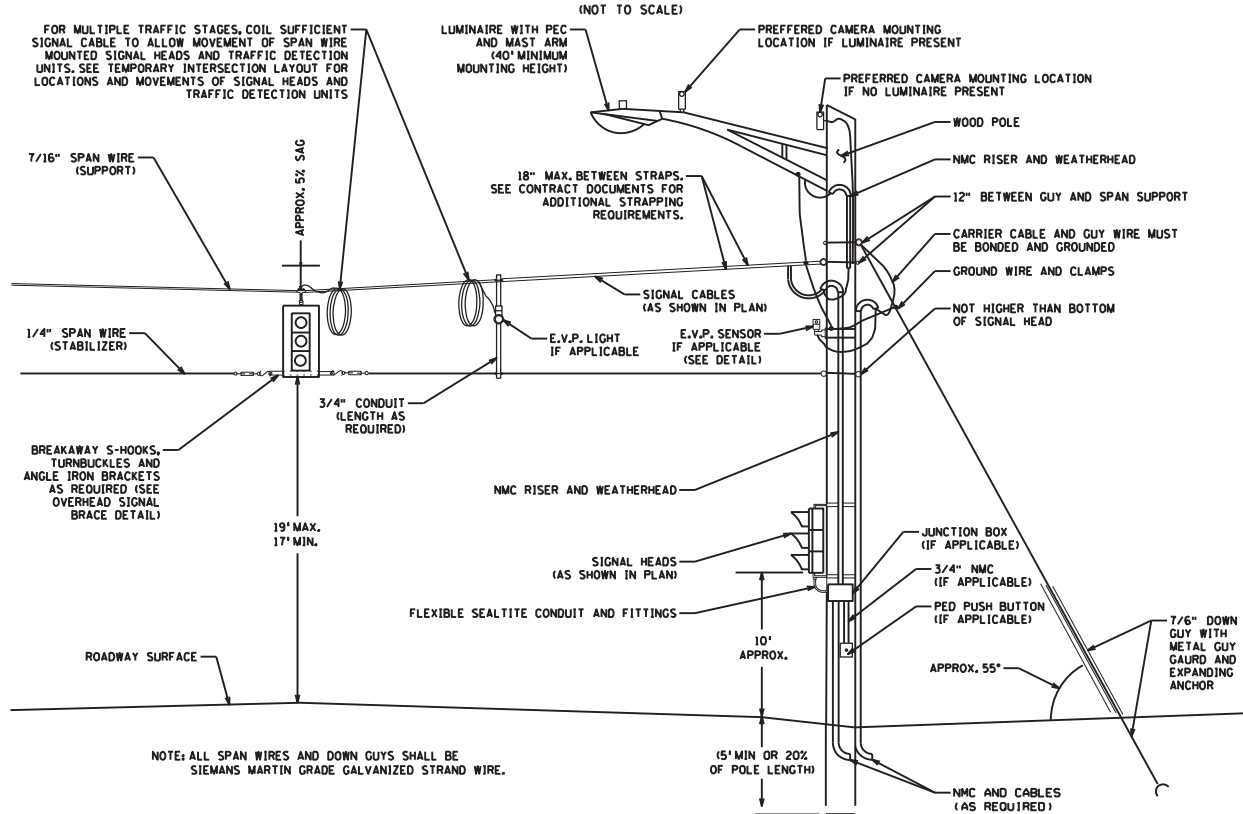 (NOT TO SCALE)
FOR MULTIPLE TRAFFIC STAGES, COIL SUFFICIENT
SIGNAL CABLE TO ALLOW MOVEMENT OF SPAN WIRE
MOUNTED SIGNAL HEADS AND TRAFFIC DETECTION
UNITS. SEE TEMPORARY INTERSECTION LAYOUT FOR
LOCATIONS AND MOVEMENTS OF SIGNAL HEADS AND
TRAFFIC DETECTION UNITS
LUMINAIRE WITH PEC
AND MAST ARM
(40' MINIMUM
MOUNTING HEIGHT)
PREFFERED CAMERA MOUNTING
LOCATION IF LUMINAIRE PRESENT
PREFERRED CAMERA MOUNTING LOCATION
IF NO LUMINAIRE PRESENT
WOOD POLE
NMC RISER AND WEATHERHEAD
12" BETWEEN GUY AND SPAN SUPPORT
CARRIER CABLE AND GUY WIRE MUST
BE BONDED AND GROUNDED
GROUND WIRE AND CLAMPS
NOT HIGHER THAN BOTTOM
OF SIGNAL HEAD
7/16" SPAN WIRE
(SUPPORT)
APPROX. 5% SAG
18" MAX. BETWEEN STRAPS.
SEE CONTRACT DOCUMENTS FOR
ADDITIONAL STRAPPING
REQUIREMENTS.
SIGNAL CABLES
(AS SHOWN IN PLAN)
1/4" SPAN WIRE
(STABILIZER)
E.V.P. LIGHT
IF APPLICABLE
E.V.P. SENSOR
IF APPLICABLE
(SEE DETAIL)
3/4" CONDUIT
(LENGTH AS
REQUIRED)
BREAKAWAY S-HOOKS,
TURNBUCKLES AND
ANGLE IRON BRACKETS
AS REQUIRED (SEE
OVERHEAD SIGNAL
BRACE DETAIL)
19' MAX.
17' MIN.
NMC RISER AND WEATHERHEAD
SIGNAL HEADS
(AS SHOWN IN PLAN)
FLEXIBLE SEALTITE CONDUIT AND FITTINGS
JUNCTION BOX
(IF APPLICABLE)
3/4" NMC
(IF APPLICABLE)
PED PUSH BUTTON
(IF APPLICABLE)
10'
APPROX.
APPROX. 55°
7/6" DOWN
GUY WITH
METAL GUY
GAURD AND
EXPANDING
ANCHOR
ROADWAY SURFACE
(5' MIN OR 20%
OF POLE LENGTH)
NOTE: ALL SPAN WIRES AND DOWN GUYS SHALL BE
SIEMANS MARTIN GRADE GALVANIZED STRAND WIRE.
NMC AND CABLES
(AS REQUIRED)